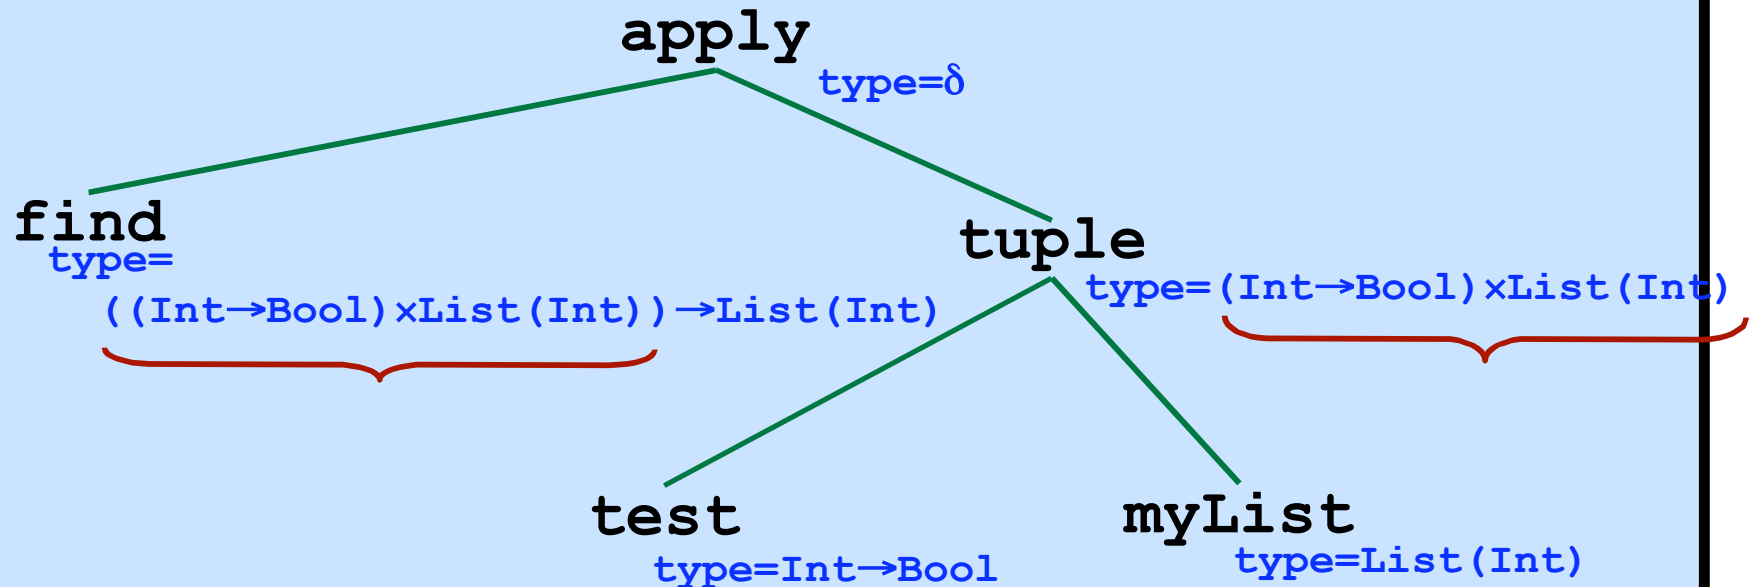 apply
type=δ
find
type=
((Int→Bool)×List(Int))→List(Int)
tuple
type=(Int→Bool)×List(Int)
test
type=Int→Bool
myList
type=List(Int)